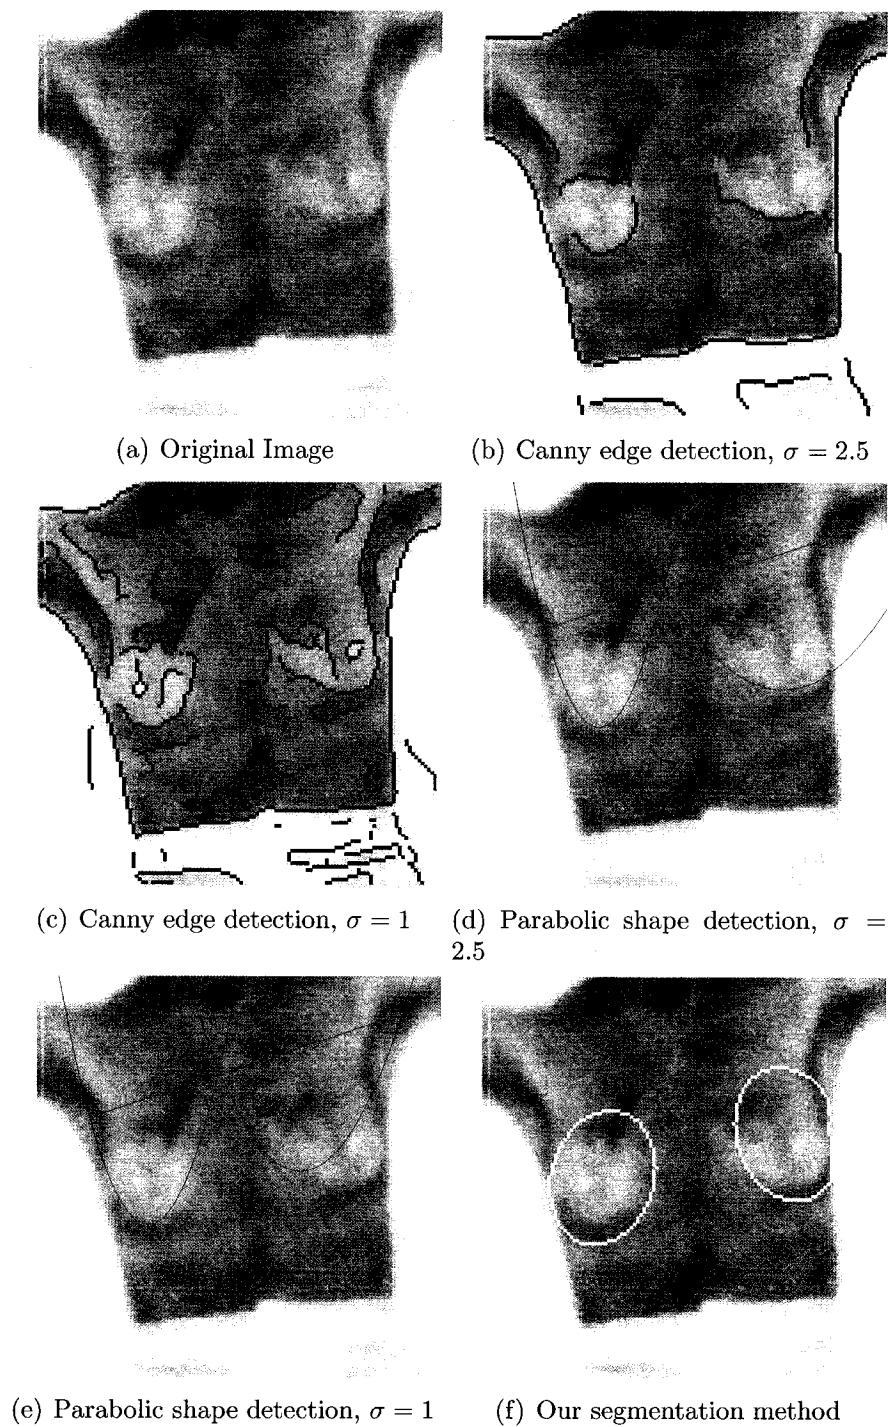 (a) Original Image
(b) Canny edge detection, σ = 2.5
(c) Canny edge detection, σ = 1
(d) Parabolic shape detection, σ =
2.5
(e) Parabolic shape detection, σ = 1
(f) Our segmentation method